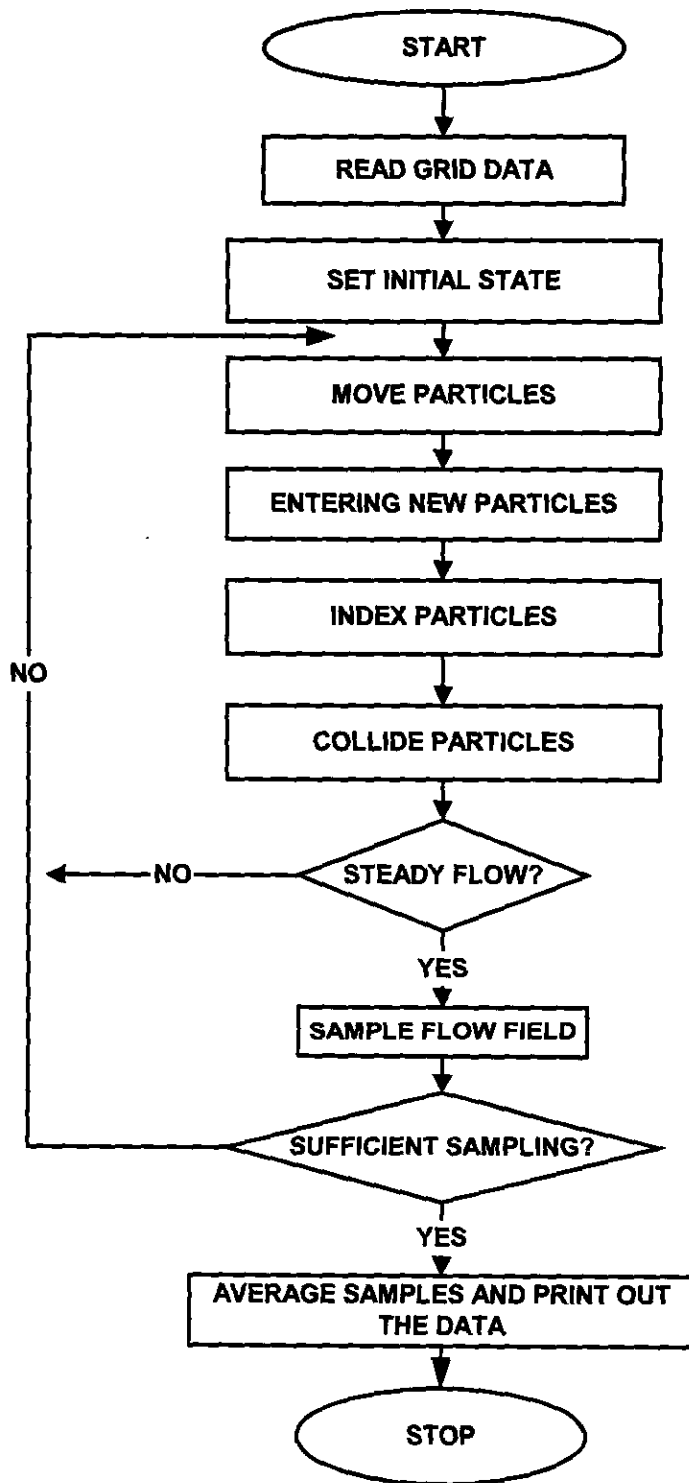 START
READ GRID DATA
SET INITIAL STATE
MOVE PARTICLES
ENTERING NEW PARTICLES
INDEX PARTICLES
NO
COLLIDE PARTICLES
NO
STEADY FLOW?
YES
SAMPLE FLOW FIELD
SUFFICIENT SAMPLING?
YES
AVERAGE SAMPLES AND PRINT OUT
THE DATA
STOP